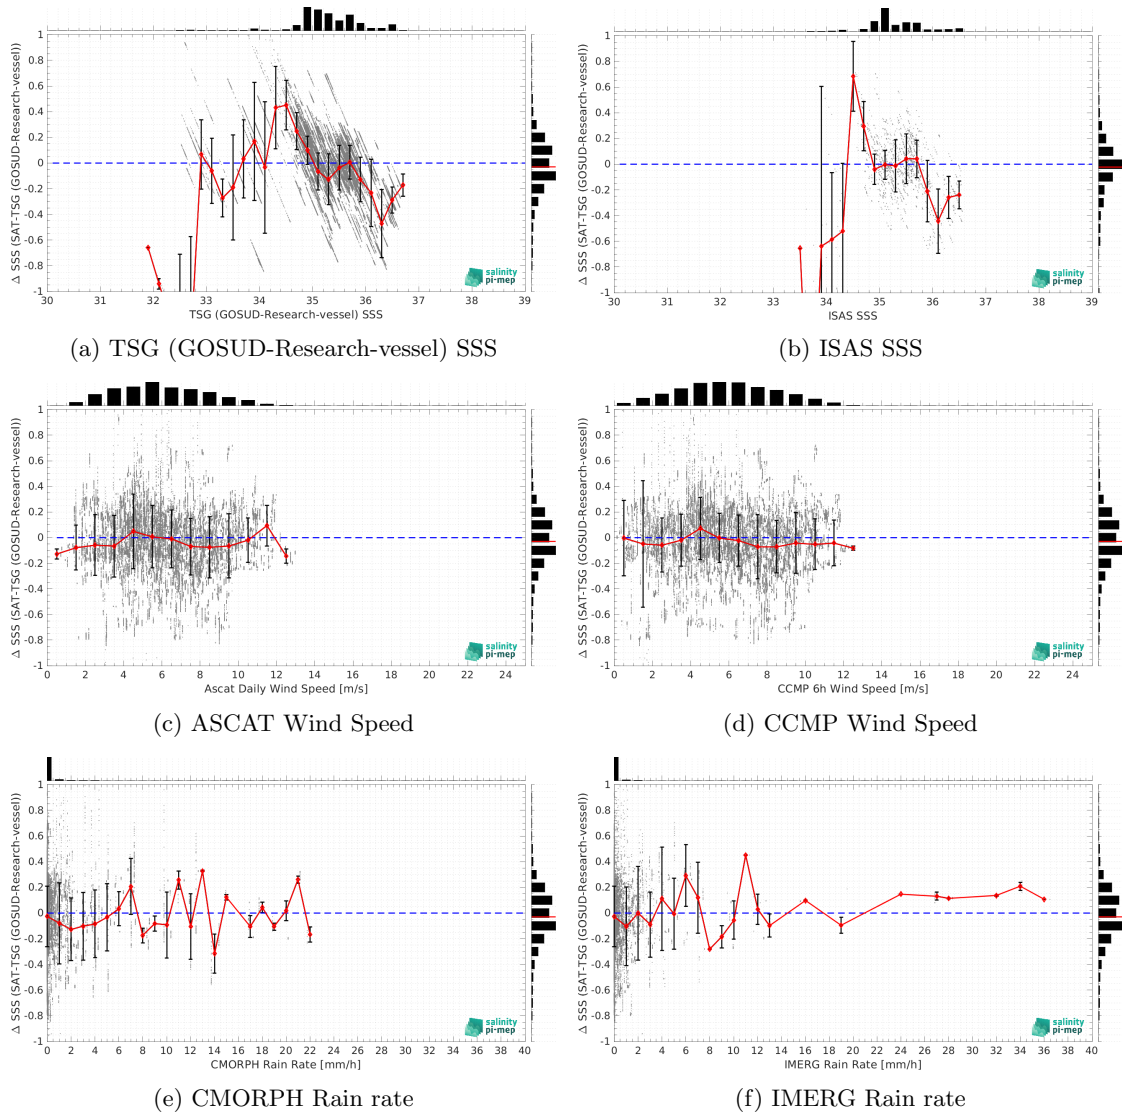 1
0.8
0.6
0.4
0.2
0
-0.2
-0.4
-0.6
-0.8
-1
Δ SSS (SAT-TSG (GOSUD-Research-vessel))
30 31 32 33 34 35 36 37 38 39
TSG (GOSUD-Research-vessel) SSS
salinity
pi-mep
(a) TSG (GOSUD-Research-vessel) SSS
1
0.8
0.6
0.4
0.2
0
-0.2
-0.4
-0.6
-0.8
-1
Δ SSS (SAT-TSG (GOSUD-Research-vessel))
30 31 32 33 34 35 36 37 38 39
ISAS SSS
salinity
pi-mep
(b) ISAS SSS
1
0.8
0.6
0.4
0.2
0
-0.2
-0.4
-0.6
-0.8
-1
Δ SSS (SAT-TSG (GOSUD-Research-vessel))
0 2 4 6 8 10 12 14 16 18 20 22 24
Ascat Daily Wind Speed [m/s]
salinity
pi-mep
(c) ASCAT Wind Speed
1
0.8
0.6
0.4
0.2
0
-0.2
-0.4
-0.6
-0.8
-1
Δ SSS (SAT-TSG (GOSUD-Research-vessel))
0 2 4 6 8 10 12 14 16 18 20 22 24
CCMP 6h Wind Speed [m/s]
salinity
pi-mep
(d) CCMP Wind Speed
1
0.8
0.6
0.4
0.2
0
-0.2
-0.4
-0.6
-0.8
-1
Δ SSS (SAT-TSG (GOSUD-Research-vessel))
0 2 4 6 8 10 12 14 16 18 20 22 24 26 28 30 32 34 36 38 40
CMORPH Rain Rate [mm/h]
salinity
pi-mep
(e) CMORPH Rain rate
1
0.8
0.6
0.4
0.2
0
-0.2
-0.4
-0.6
-0.8
-1
Δ SSS (SAT-TSG (GOSUD-Research-vessel))
0 2 4 6 8 10 12 14 16 18 20 22 24 26 28 30 32 34 36 38 40
IMERG Rain Rate [mm/h]
salinity
pi-mep
(f) IMERG Rain rate